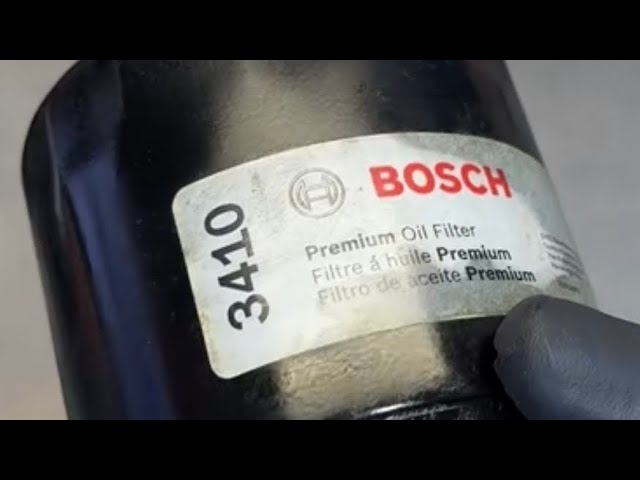 BOSCH
3410
Premium Oil Filter
Filtre á huile Premium
Filtro de aceite Premium